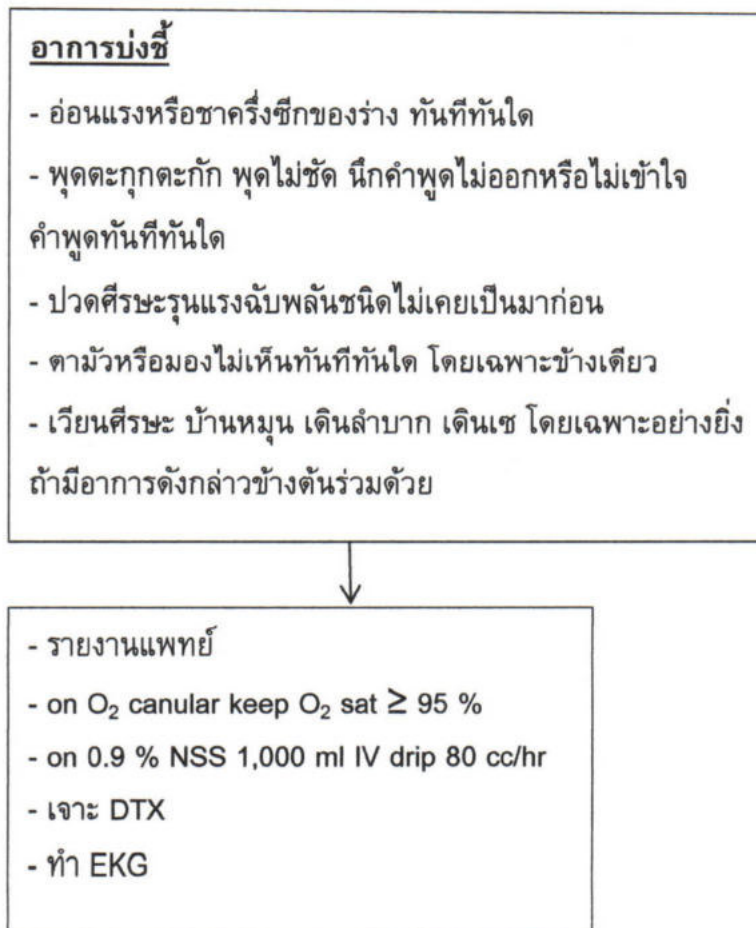 อาการบ่งชี้
- อ่อนแรงหรือชาครึ่งซีกของร่าง ทันทีทันใด
- พุดตะกุกตะกัก พุดไม่ชัด นึกคำพูดไม่ออกหรือไม่เข้าใจ
คำพูดทันทีทันใด
- ปวดศีรษะรุนแรงฉับพลันชนิดไม่เคยเป็นมาก่อน
- ตามัวหรือมองไม่เห็นทันทีทันใด โดยเฉพาะข้างเดียว
- เวียนศีรษะ บ้านหมุน เดินลำบาก เดินเซ โดยเฉพาะอย่างยิ่ง
ถ้ามีอาการดังกล่าวข้างต้นร่วมด้วย
- รายงานแพทย์
- on O₂ canular keep O₂ sat ≥ 95 %
- on 0.9 % NSS 1,000 ml IV drip 80 cc/hr
- เจาะ DTX
- ทำ EKG